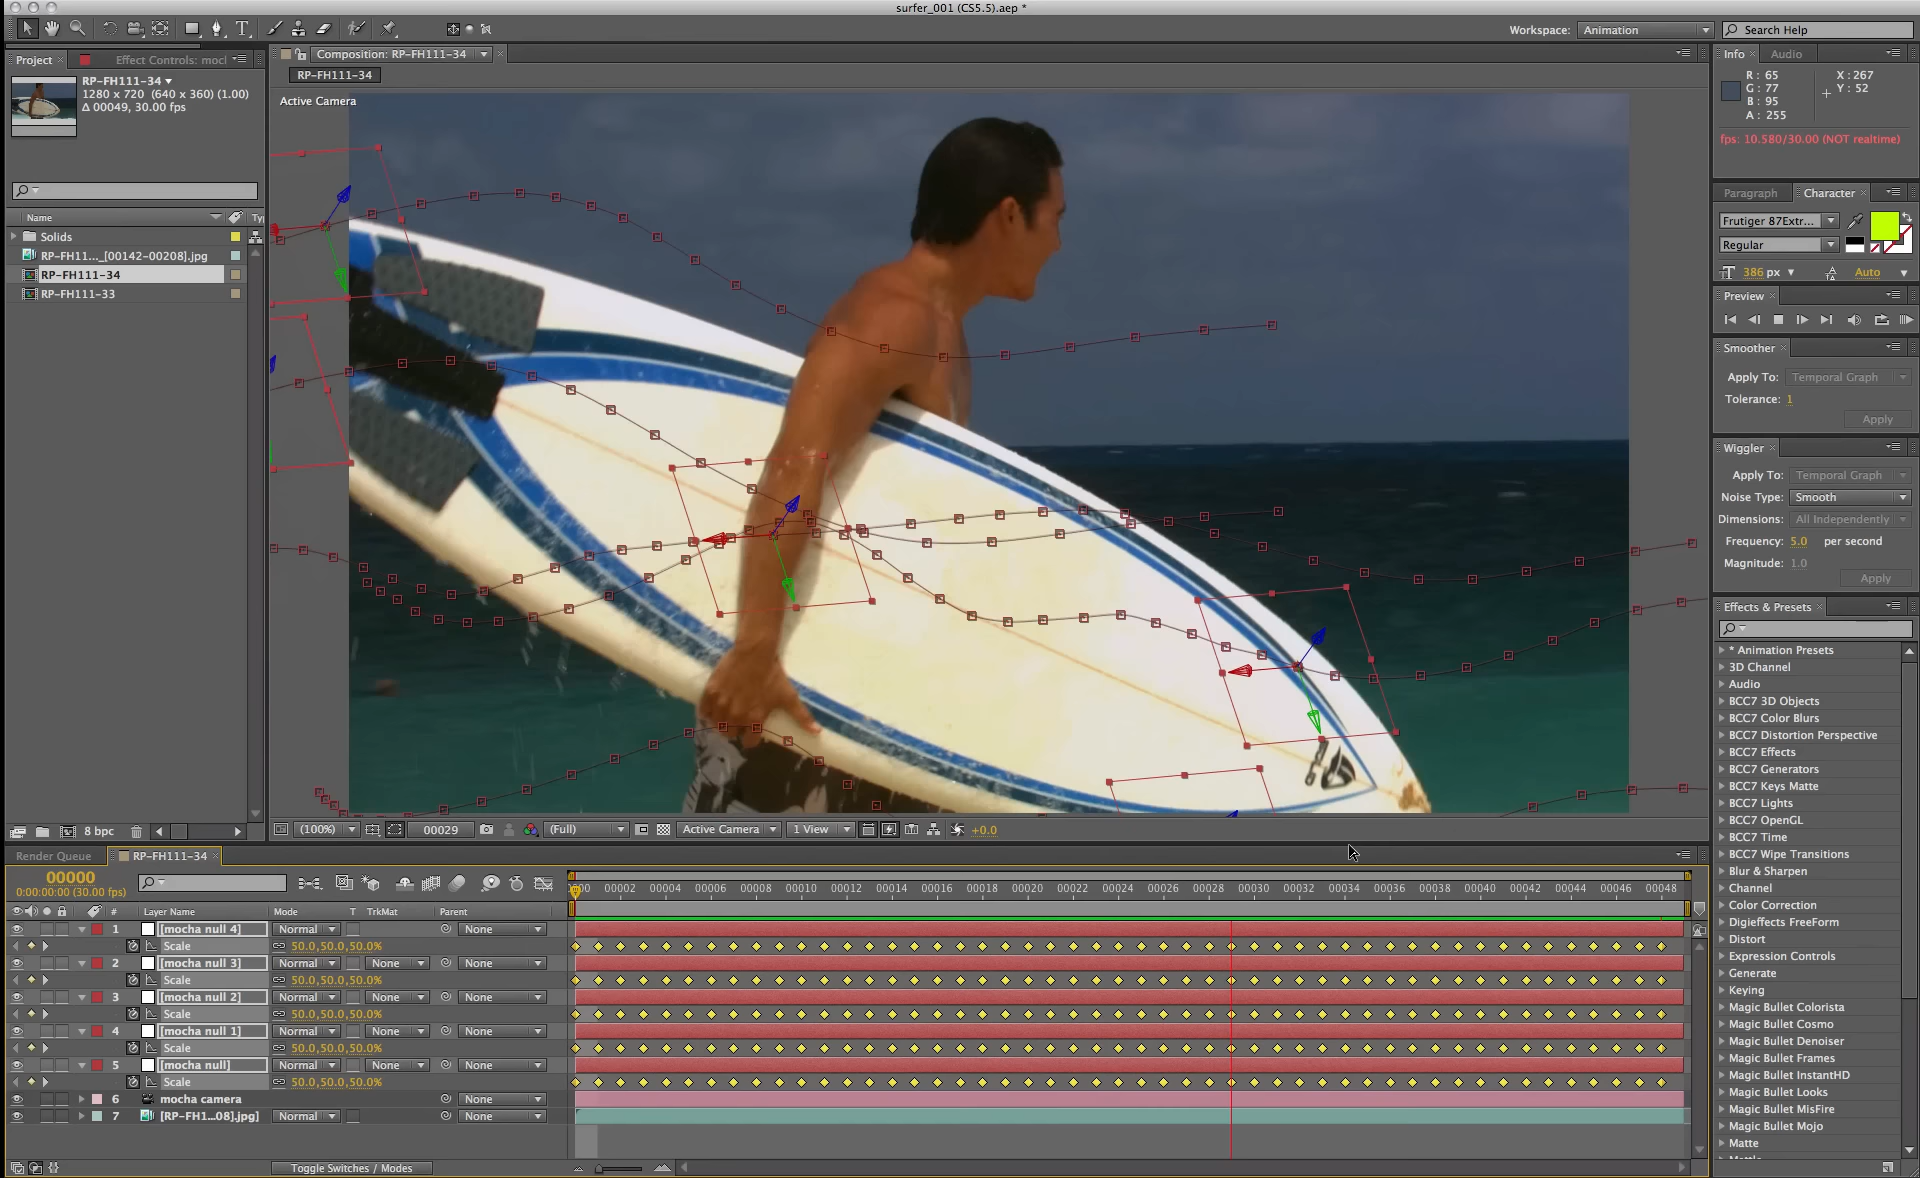 surfer_001 (CS5.5).aep *
Workspace: Animation
Search Help
Project
Effect Controls: mocl
RP-FH111-34
1280 x 720 (640 x 360) (1.00)
Δ 00049, 30.00 fps
Name
Ty
Solids
RP-FH11..._[00142-00208].jpg
RP-FH111-34
RP-FH111-33
8 bpc
Composition: RP-FH111-34
RP-FH111-34
Active Camera
(100%)
00029
(Full)
Active Camera
1 View
+0.0
Info
Audio
R : 65
G : 77
B : 95
A : 255
X : 267
Y : 52
fps: 10.580/30.00 (NOT realtime)
Paragraph
Character
Frutiger 87Extr...
Regular
386 px
Auto
Preview
Smoother
Apply To: Temporal Graph
Tolerance: 1
Apply
Wiggler
Apply To: Temporal Graph
Noise Type: Smooth
Dimensions: All Independently
Frequency: 5.0 per second
Magnitude: 1.0
Apply
Effects & Presets
* Animation Presets
3D Channel
Audio
BCC7 3D Objects
BCC7 Color Blurs
BCC7 Distortion Perspective
BCC7 Effects
BCC7 Generators
BCC7 Keys Matte
BCC7 Lights
BCC7 OpenGL
BCC7 Time
BCC7 Wipe Transitions
Blur & Sharpen
Channel
Color Correction
Digieffects FreeForm
Distort
Expression Controls
Generate
Keying
Magic Bullet Colorista
Magic Bullet Cosmo
Magic Bullet Denoiser
Magic Bullet Frames
Magic Bullet InstantHD
Magic Bullet Looks
Magic Bullet MisFire
Magic Bullet Mojo
Matte
Render Queue
RP-FH111-34
00000
0:00:00:00 (30.00 fps)
00002 00004 00006 00008 00010 00012 00014 00016 00018 00020 00022 00024 00026 00028 00030 00032 00034 00036 00038 00040 00042 00044 00046 00048
# Layer Name Mode T TrkMat Parent
1 [mocha null 4] Normal None
Scale 50.0,50.0,50.0%
2 [mocha null 3] Normal None None
Scale 50.0,50.0,50.0%
3 [mocha null 2] Normal None None
Scale 50.0,50.0,50.0%
4 [mocha null 1] Normal None None
Scale 50.0,50.0,50.0%
5 [mocha null] Normal None None
Scale 50.0,50.0,50.0%
6 mocha camera None
7 [RP-FH1...08].jpg] Normal None
Toggle Switches / Modes